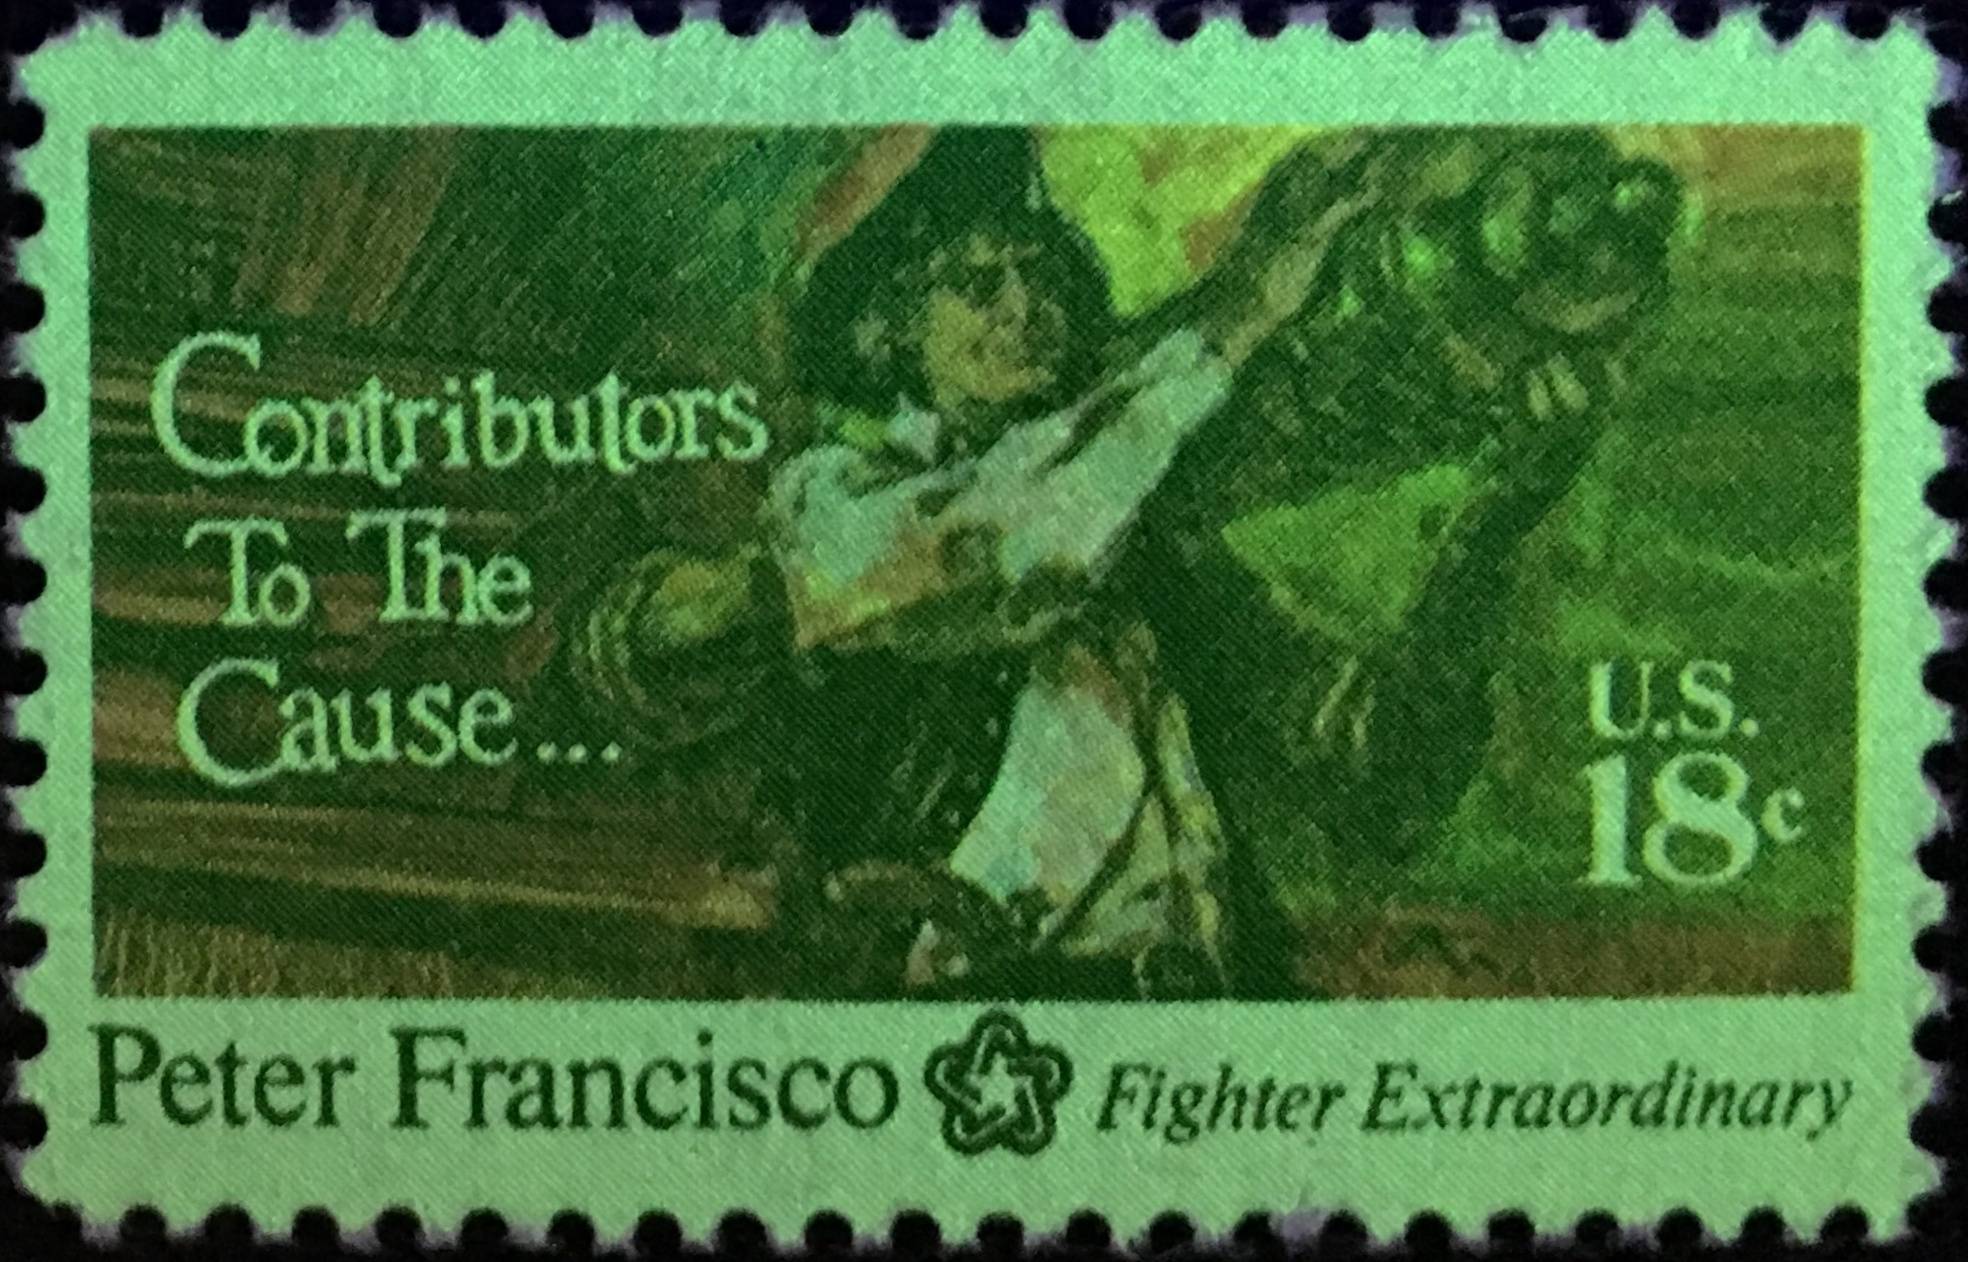 Contributors
To The
Cause...
U.S.
18c
Peter Francisco Fighter Extraordinary